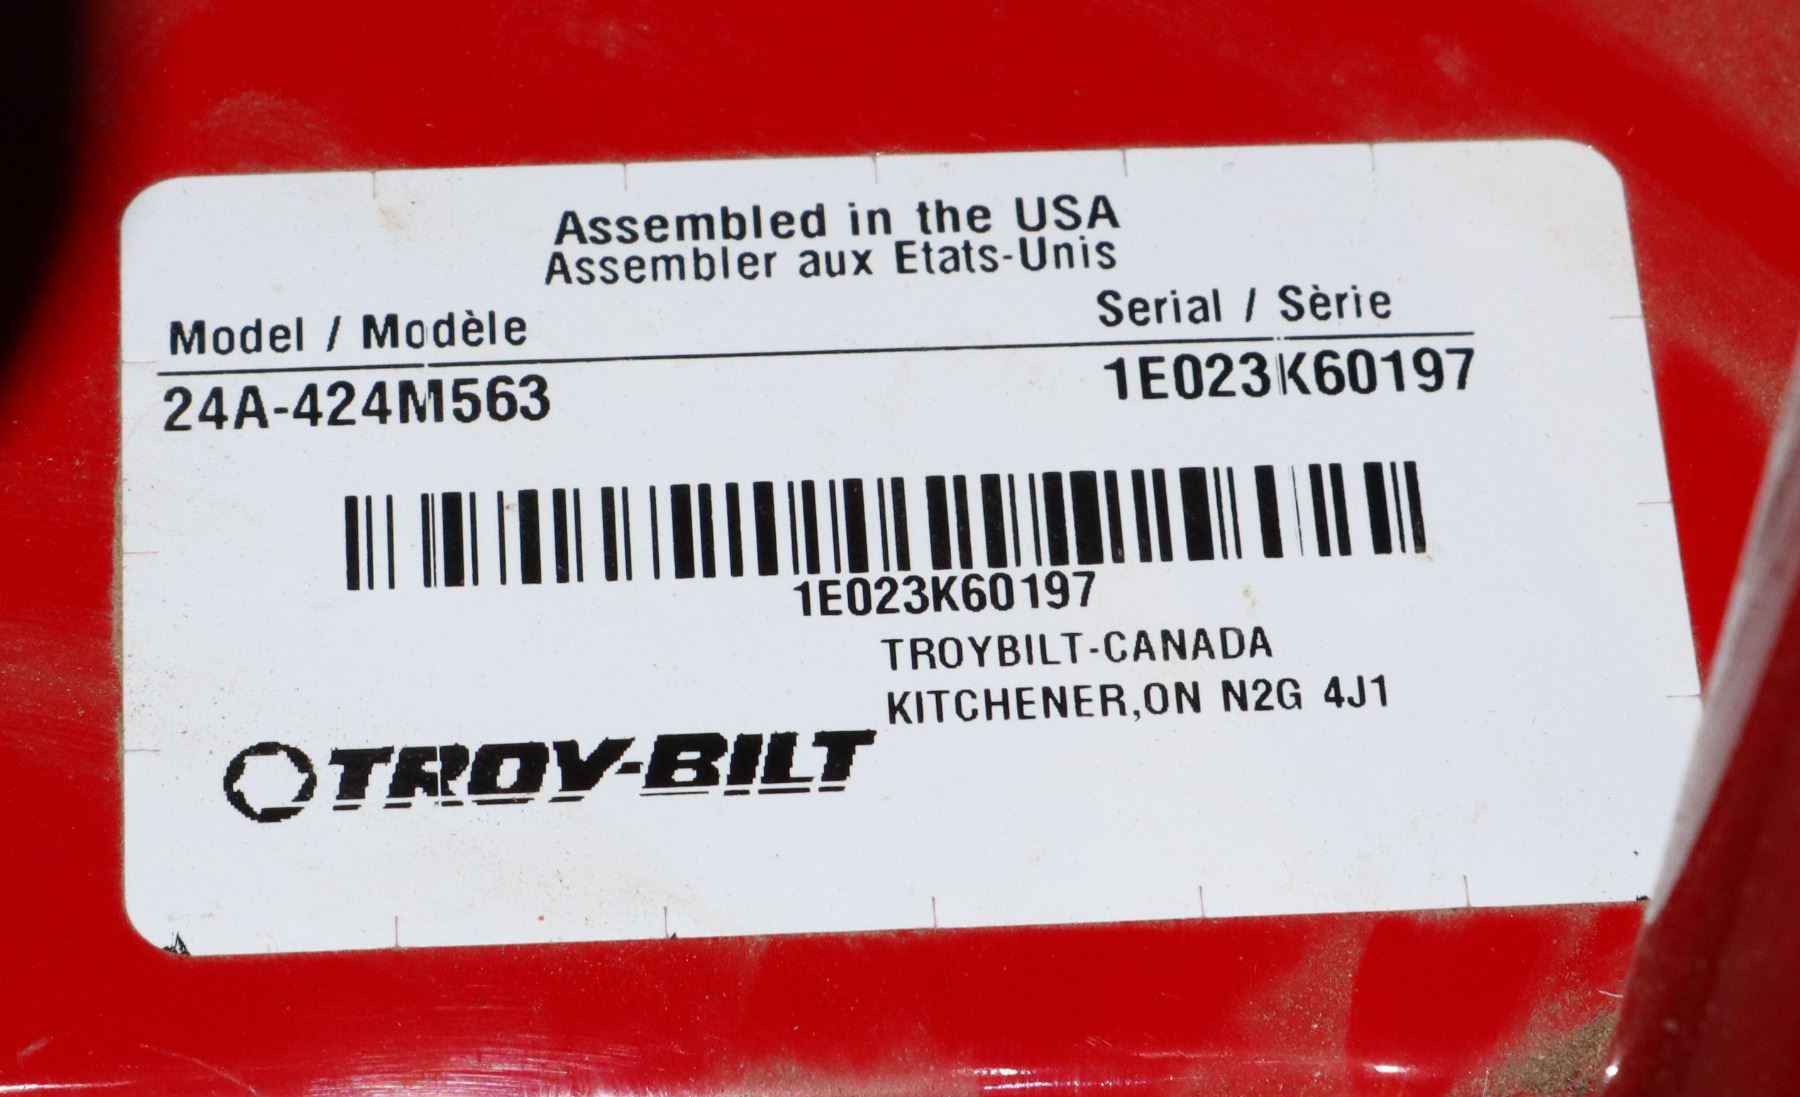 Assembled in the USA
Assembler aux Etats-Unis
Model / Modèle
Serial / Sèrie
24A-424M563
1E023K60197
1E023K60197
TROYBILT-CANADA
KITCHENER,ON N2G 4J1
TROY-BILT